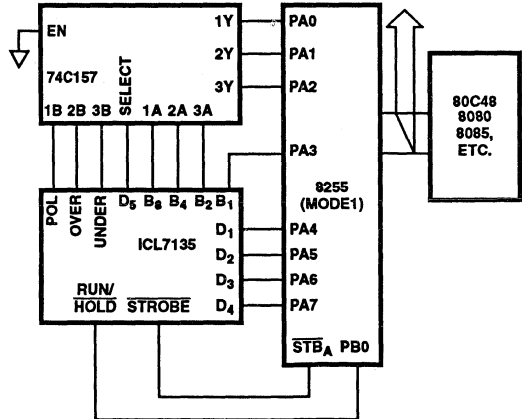 EN
74C157
1B 2B 3B SELECT 1A 2A 3A
1Y
2Y
3Y
PA0
PA1
PA2
PA3
8255
(MODE1)
PA4
PA5
PA6
PA7
STBA PB0
80C48
8080
8085,
ETC.
POL OVER UNDER D5 B8 B4 B2 B1
ICL7135
D1
D2
D3
D4
RUN/
HOLD STROBE